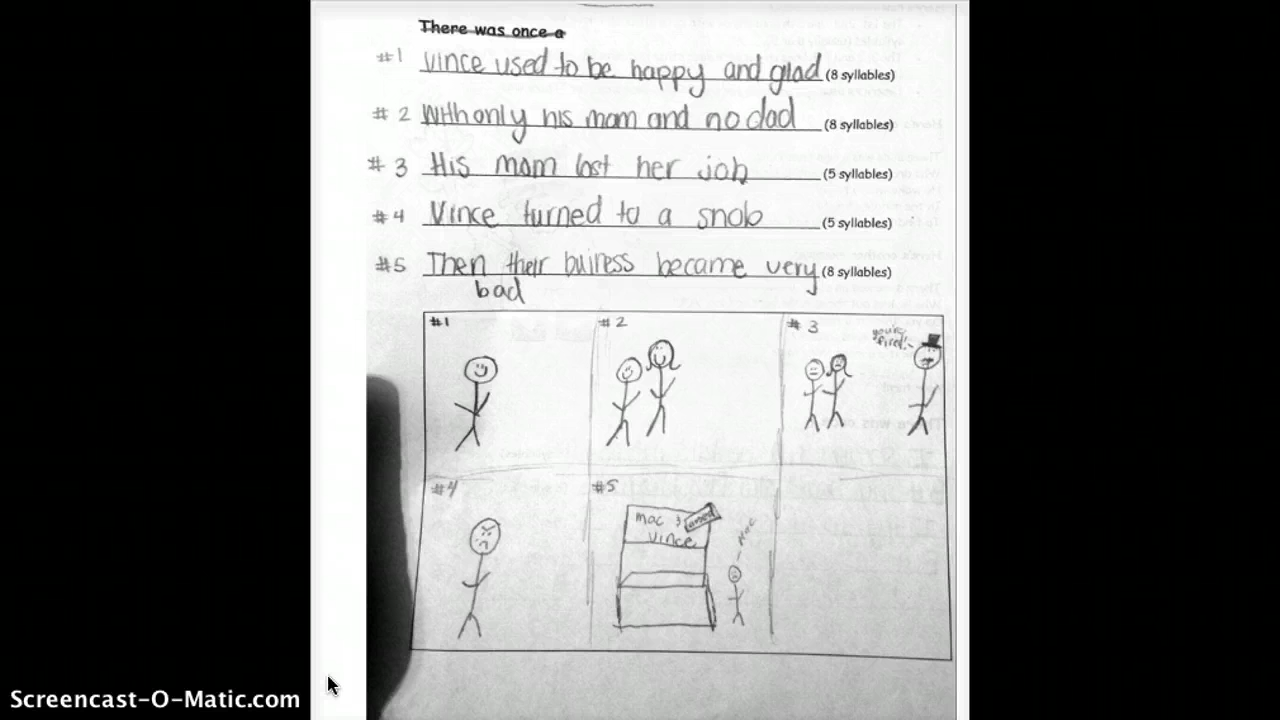 There was once a
#1 Vince used to be happy and glad (8 syllables)
#2 With only his mom and no dad (8 syllables)
#3 His mom lost her job (5 syllables)
#4 Vince turned to a snob (5 syllables)
#5 Then their buiness became very (8 syllables)
bad
#1 #2 #3
you're
fired!
#4 #5
mac &
closed
Vince
Screencast-O-Matic.com